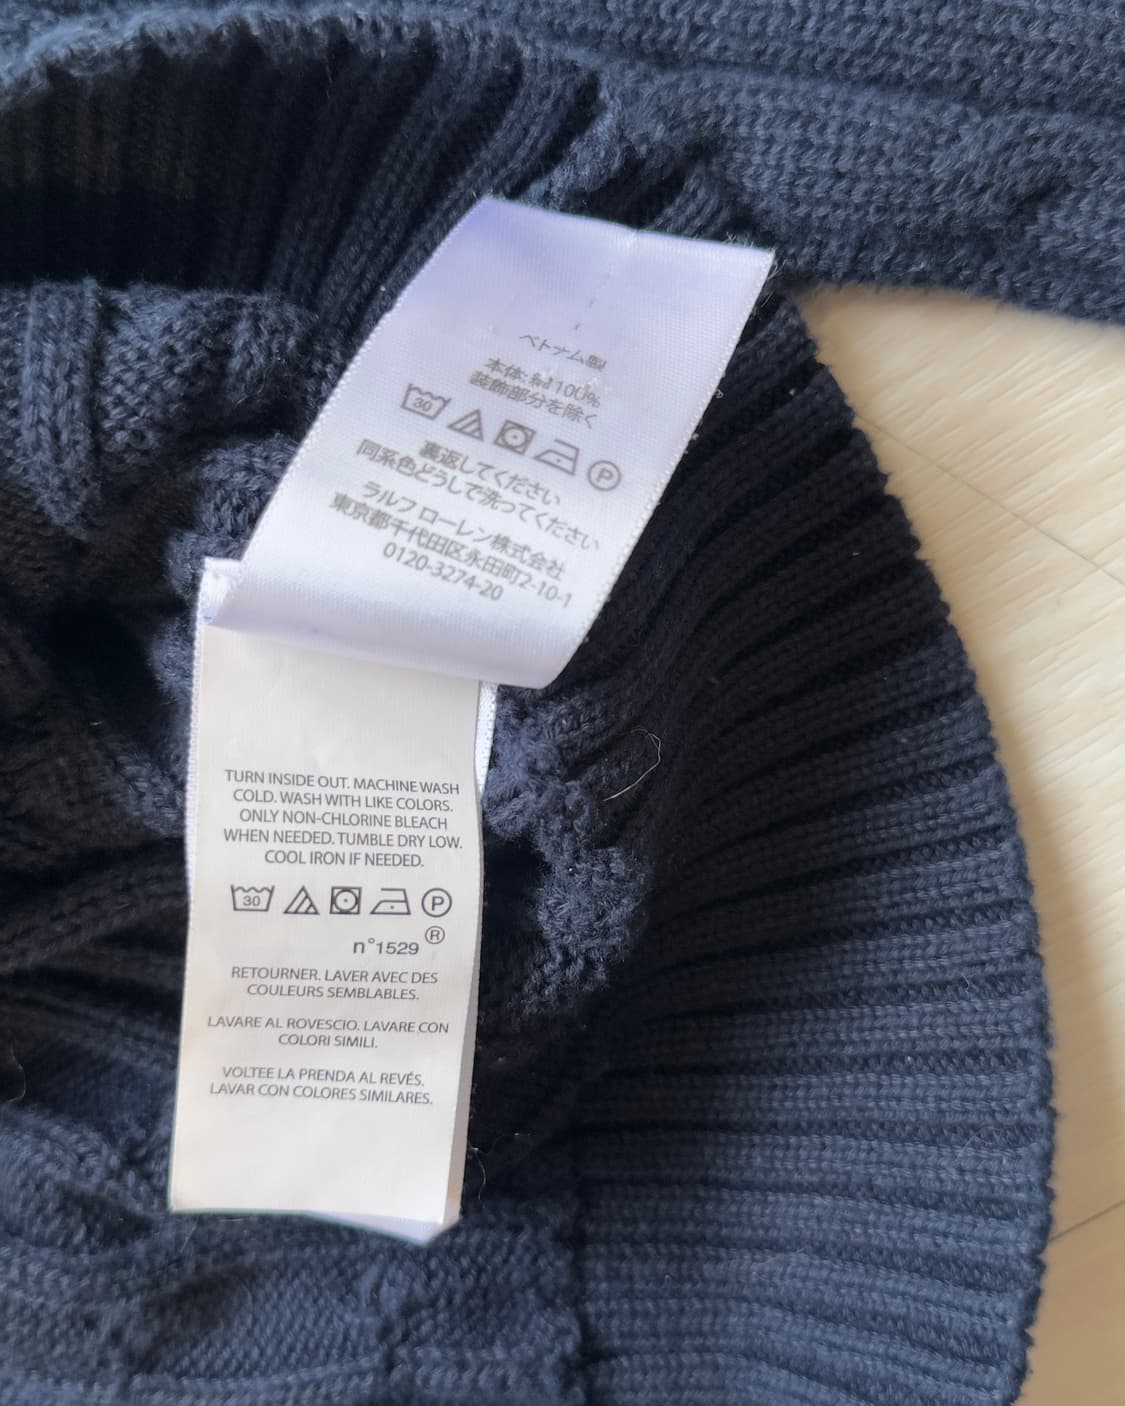 ベトナム製
本体:綿100%
装飾部分を除く
30 P
裏返してください
同系色どうしで洗ってください
ラルフ ローレン株式会社
東京都千代田区永田町2-10-1
0120-3274-20
TURN INSIDE OUT. MACHINE WASH
COLD. WASH WITH LIKE COLORS.
ONLY NON-CHLORINE BLEACH
WHEN NEEDED. TUMBLE DRY LOW.
COOL IRON IF NEEDED.
30 P
n°1529 ®
RETOURNER. LAVER AVEC DES
COULEURS SEMBLABLES.
LAVARE AL ROVESCIO. LAVARE CON
COLORI SIMILI.
VOLTEE LA PRENDA AL REVÉS.
LAVAR CON COLORES SIMILARES.